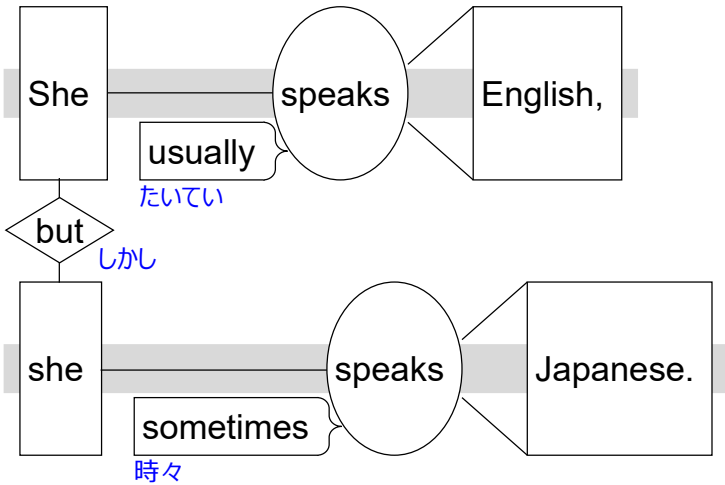 She speaks English,
usually
たいてい
but
しかし
she speaks Japanese.
sometimes
時々